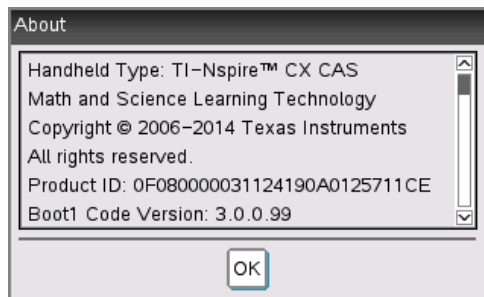 About
Handheld Type: TI-Nspire™ CX CAS
Math and Science Learning Technology
Copyright © 2006-2014 Texas Instruments
All rights reserved.
Product ID: 0F080000031124190A0125711CE
Boot1 Code Version: 3.0.0.99
OK